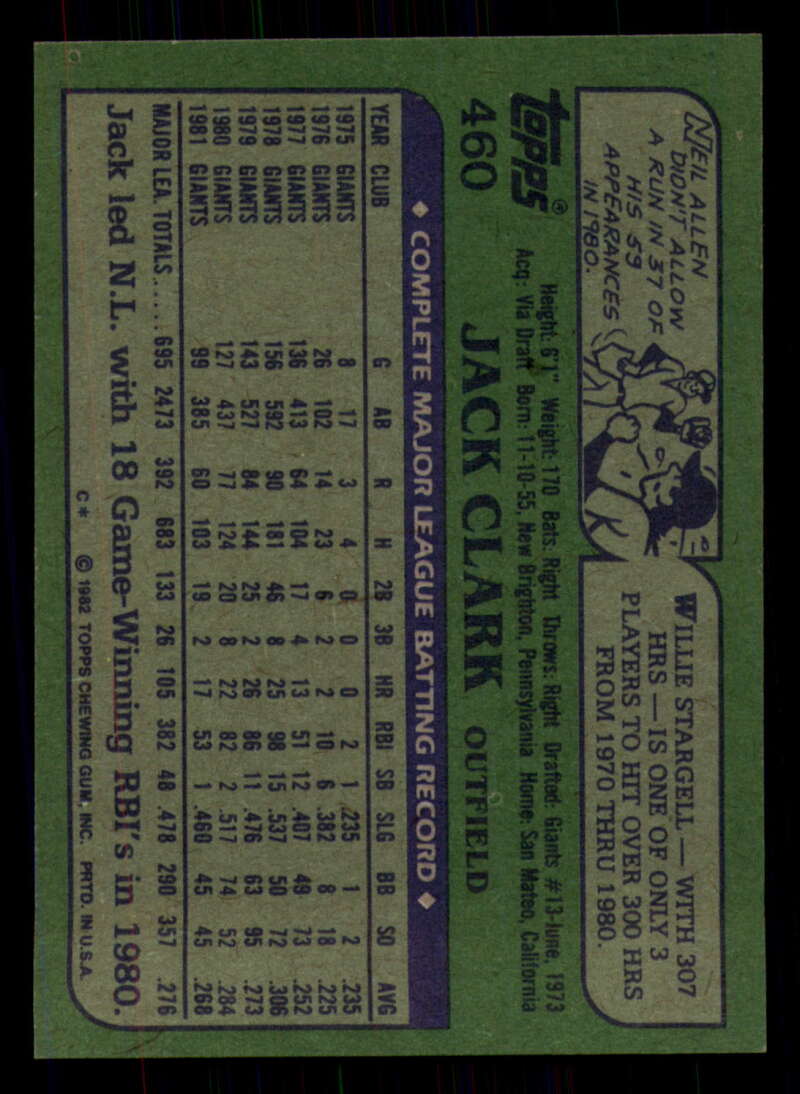 NEIL ALLEN
DIDN'T ALLOW
A RUN IN 37 OF
HIS 59
APPEARANCES
IN 1980.
WILLIE STARGELL — WITH 307
HRS — IS ONE OF ONLY 3
PLAYERS TO HIT OVER 300 HRS
FROM 1970 THRU 1980.
Topps®
460
Height: 6'1" Weight: 170 Bats: Right Throws: Right Drafted: Giants #13-June, 1973
Acq: Via Draft Born: 11-10-55, New Brighton, Pennsylvania Home: San Mateo, California
JACK CLARK OUTFIELD
◆ COMPLETE MAJOR LEAGUE BATTING RECORD ◆
YEAR CLUB G AB R H 2B 3B HR RBI SB SLG BB SO AVG
1975 GIANTS 8 17 3 4 0 0 0 2 1 .235 1 2 .235
1976 GIANTS 26 102 14 23 6 2 2 10 6 .382 8 18 .225
1977 GIANTS 136 413 64 104 17 4 13 51 12 .407 49 73 .252
1978 GIANTS 156 592 90 181 46 8 25 98 15 .537 50 72 .306
1979 GIANTS 143 527 84 144 25 2 26 86 11 .476 63 95 .273
1980 GIANTS 127 437 77 124 20 8 22 82 2 .517 74 52 .284
1981 GIANTS 99 385 60 103 19 2 17 53 1 .460 45 45 .268
MAJOR LEA. TOTALS ..... 695 2473 392 683 133 26 105 382 48 .478 290 357 .276
Jack led N.L. with 18 Game-Winning RBI's in 1980.
C* © 1982 TOPPS CHEWING GUM, INC. PRTD. IN U.S.A.